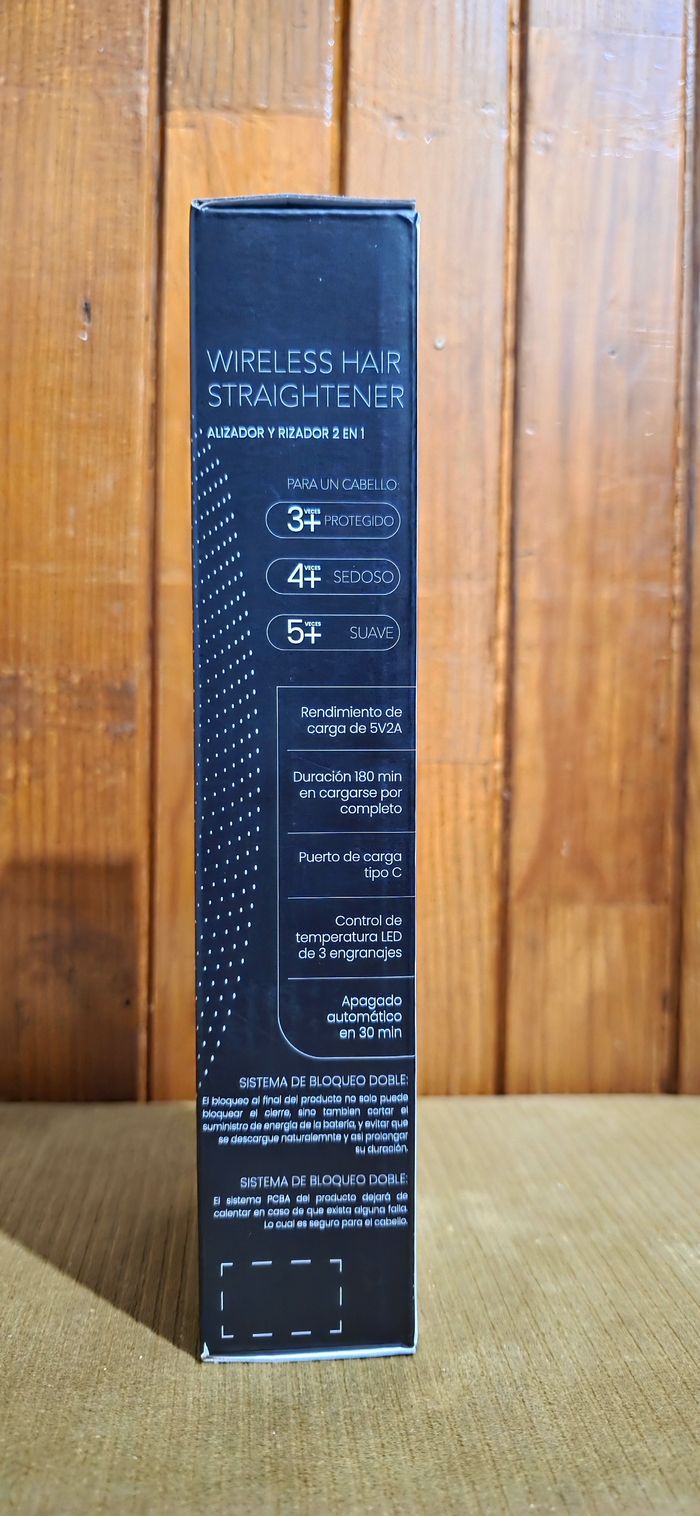 WIRELESS HAIR
STRAIGHTENER
ALIZADOR Y RIZADOR 2 EN 1
PARA UN CABELLO:
3+ VECES PROTEGIDO
4+ VECES SEDOSO
5+ VECES SUAVE
Rendimiento de
carga de 5V2A
Duración 180 min
en cargarse por
completo
Puerto de carga
tipo C
Control de
temperatura LED
de 3 engranajes
Apagado
automático
en 30 min
SISTEMA DE BLOQUEO DOBLE:
El bloqueo al final del producto no solo puede
bloquear el cierre, sino tambien cortar el
suministro de energía de la batería, y evitar que
se descargue naturalemnte y asi prolongar
su duración.
SISTEMA DE BLOQUEO DOBLE:
El sistema PCBA del producto dejará de
calentar en caso de que exista alguna falla.
Lo cual es seguro para el cabello.